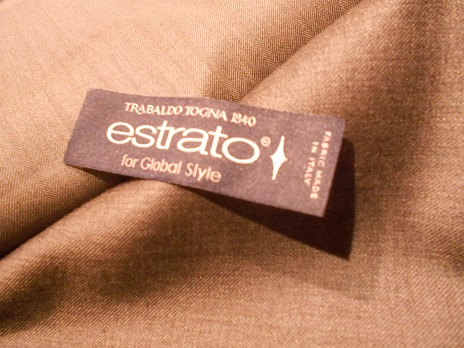 TRABALDO TOGNA 1840
estrato®
for Global Style
FABRIC MADE
IN ITALY